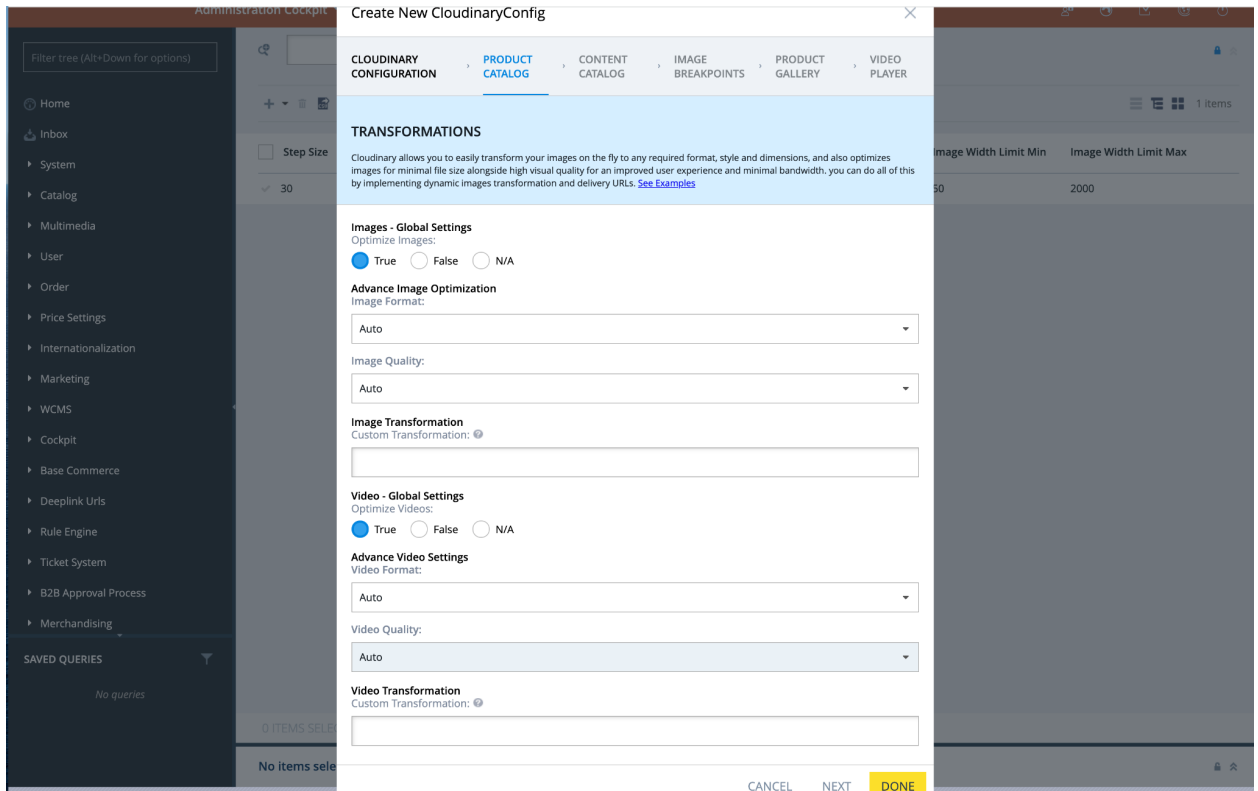 Administration Cockpit
Create New CloudinaryConfig
Filter tree (Alt+Down for options)
Home
Inbox
System
Catalog
Multimedia
User
Order
Price Settings
Internationalization
Marketing
WCMS
Cockpit
Base Commerce
Deeplink Urls
Rule Engine
Ticket System
B2B Approval Process
Merchandising
SAVED QUERIES
No queries
1 items
Step Size
Image Width Limit Min
Image Width Limit Max
30
50
2000
0 ITEMS SELE
No items sele
CLOUDINARY CONFIGURATION
PRODUCT CATALOG
CONTENT CATALOG
IMAGE BREAKPOINTS
PRODUCT GALLERY
VIDEO PLAYER
TRANSFORMATIONS
Cloudinary allows you to easily transform your images on the fly to any required format, style and dimensions, and also optimizes
images for minimal file size alongside high visual quality for an improved user experience and minimal bandwidth. you can do all of this
by implementing dynamic images transformation and delivery URLs. See Examples
Images - Global Settings
Optimize Images:
True False N/A
Advance Image Optimization
Image Format:
Auto
Image Quality:
Auto
Image Transformation
Custom Transformation:
Video - Global Settings
Optimize Videos:
True False N/A
Advance Video Settings
Video Format:
Auto
Video Quality:
Auto
Video Transformation
Custom Transformation:
CANCEL NEXT DONE